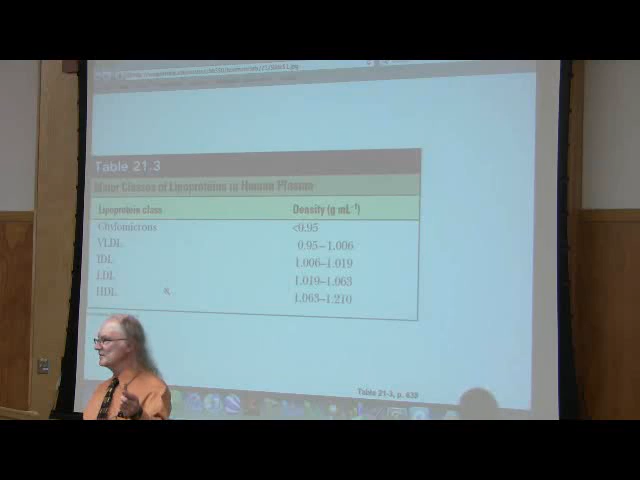 Table 21.3
Major Classes of Lipoproteins in Human Plasma
Lipoprotein class Density (g mL⁻¹)
Chylomicrons <0.95
VLDL 0.95–1.006
IDL 1.006–1.019
LDL 1.019–1.063
HDL 1.063–1.210
Table 21-3, p. 639